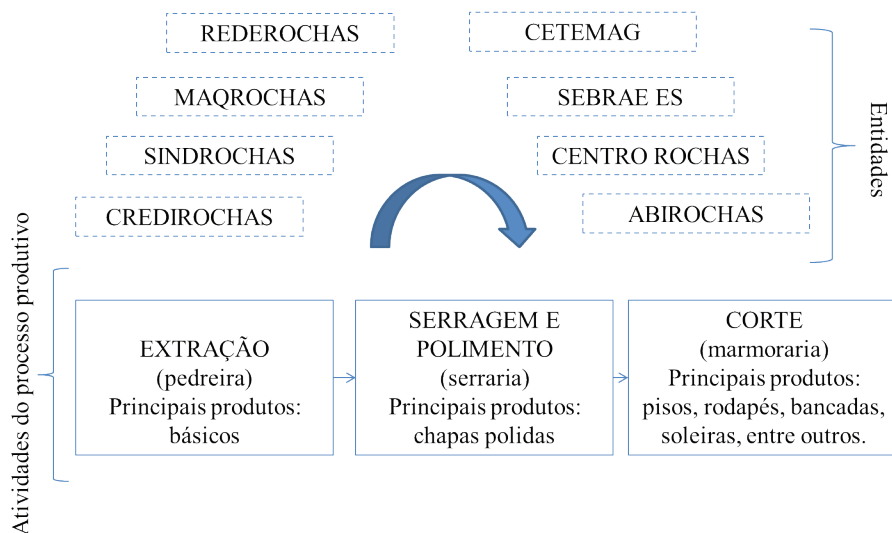 REDEROCHAS
CETEMAG
MAQROCHAS
SEBRAE ES
SINDROCHAS
CENTRO ROCHAS
CREDIROCHAS
ABIROCHAS
Entidades
Atividades do processo produtivo
EXTRAÇÃO
(pedreira)
Principais produtos:
básicos
SERRAGEM E
POLIMENTO
(serraria)
Principais produtos:
chapas polidas
CORTE
(marmoraria)
Principais produtos:
pisos, rodapés, bancadas,
soleiras, entre outros.